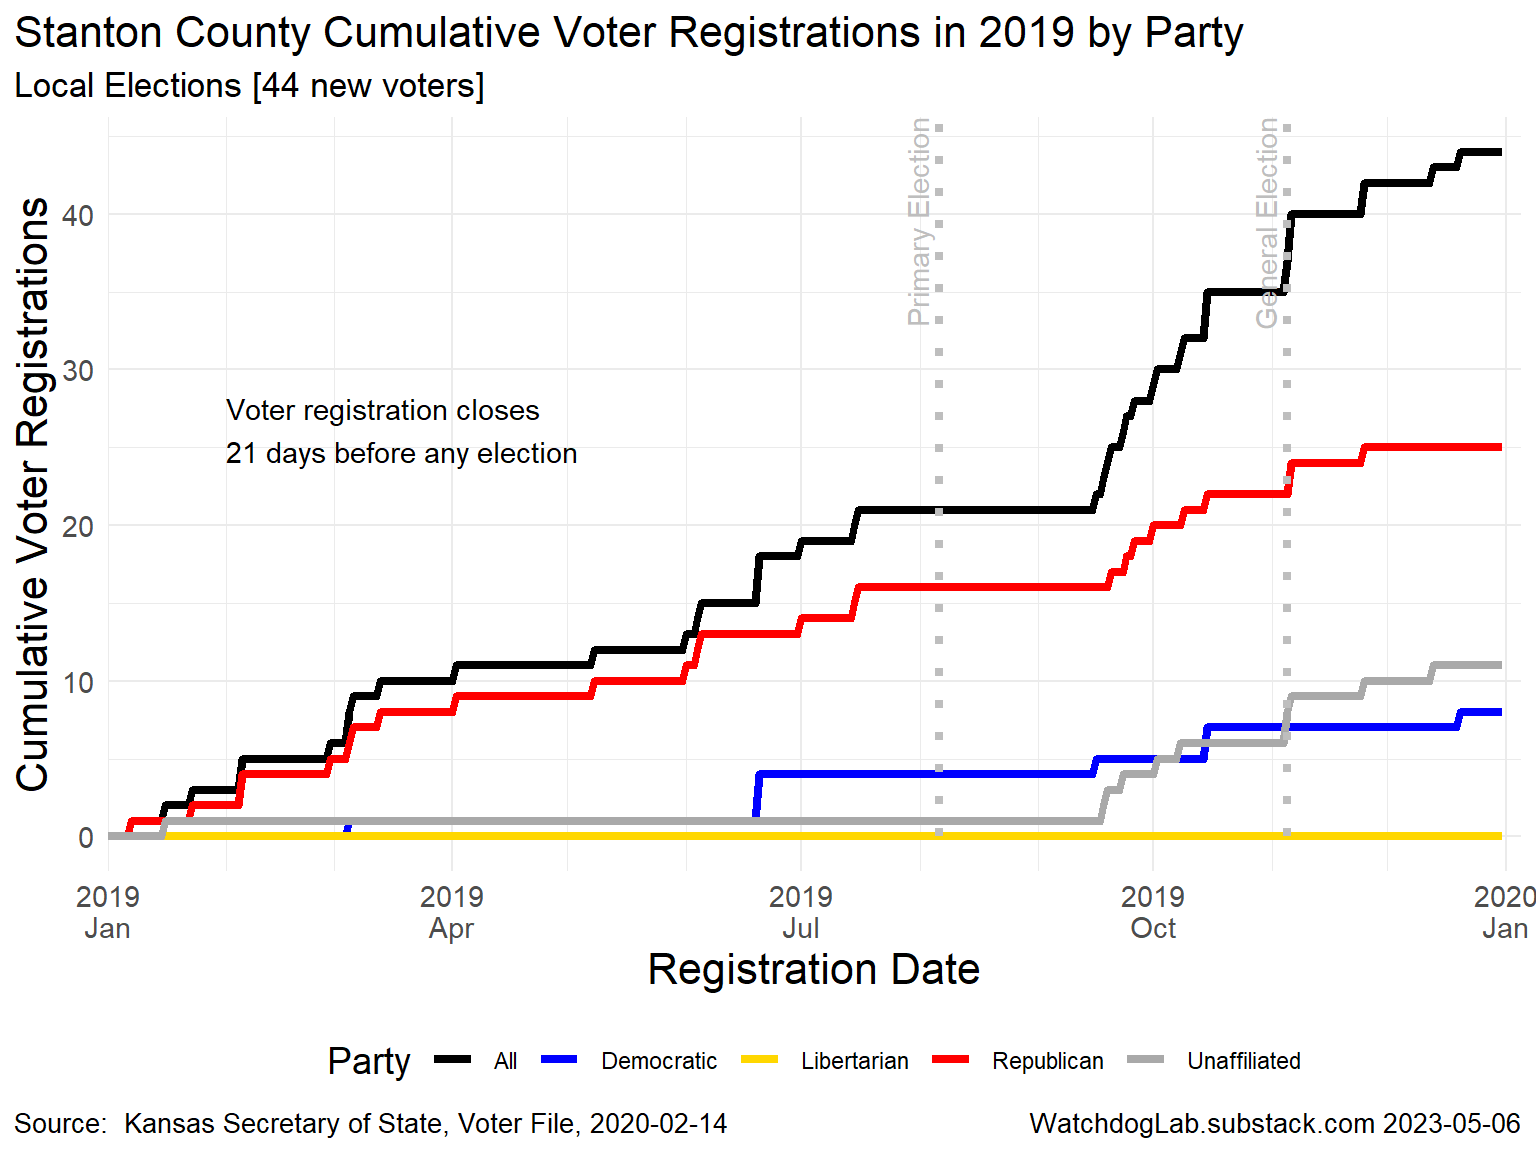 Stanton County Cumulative Voter Registrations in 2019 by Party
Local Elections [44 new voters]
Cumulative Voter Registrations
40
30
20
10
0
Primary Election
General Election
Voter registration closes
21 days before any election
2019
Jan
2019
Apr
2019
Jul
2019
Oct
2020
Jan
Registration Date
Party
All
Democratic
Libertarian
Republican
Unaffiliated
Source:  Kansas Secretary of State, Voter File, 2020-02-14
WatchdogLab.substack.com 2023-05-06